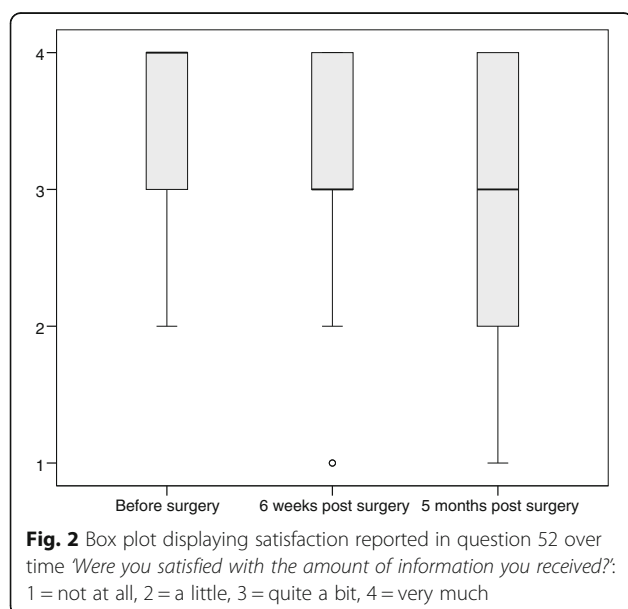 4
3
2
1
Before surgery 6 weeks post surgery 5 months post surgery
Fig. 2 Box plot displaying satisfaction reported in question 52 over
time ‘Were you satisfied with the amount of information you received?’:
1 = not at all, 2 = a little, 3 = quite a bit, 4 = very much